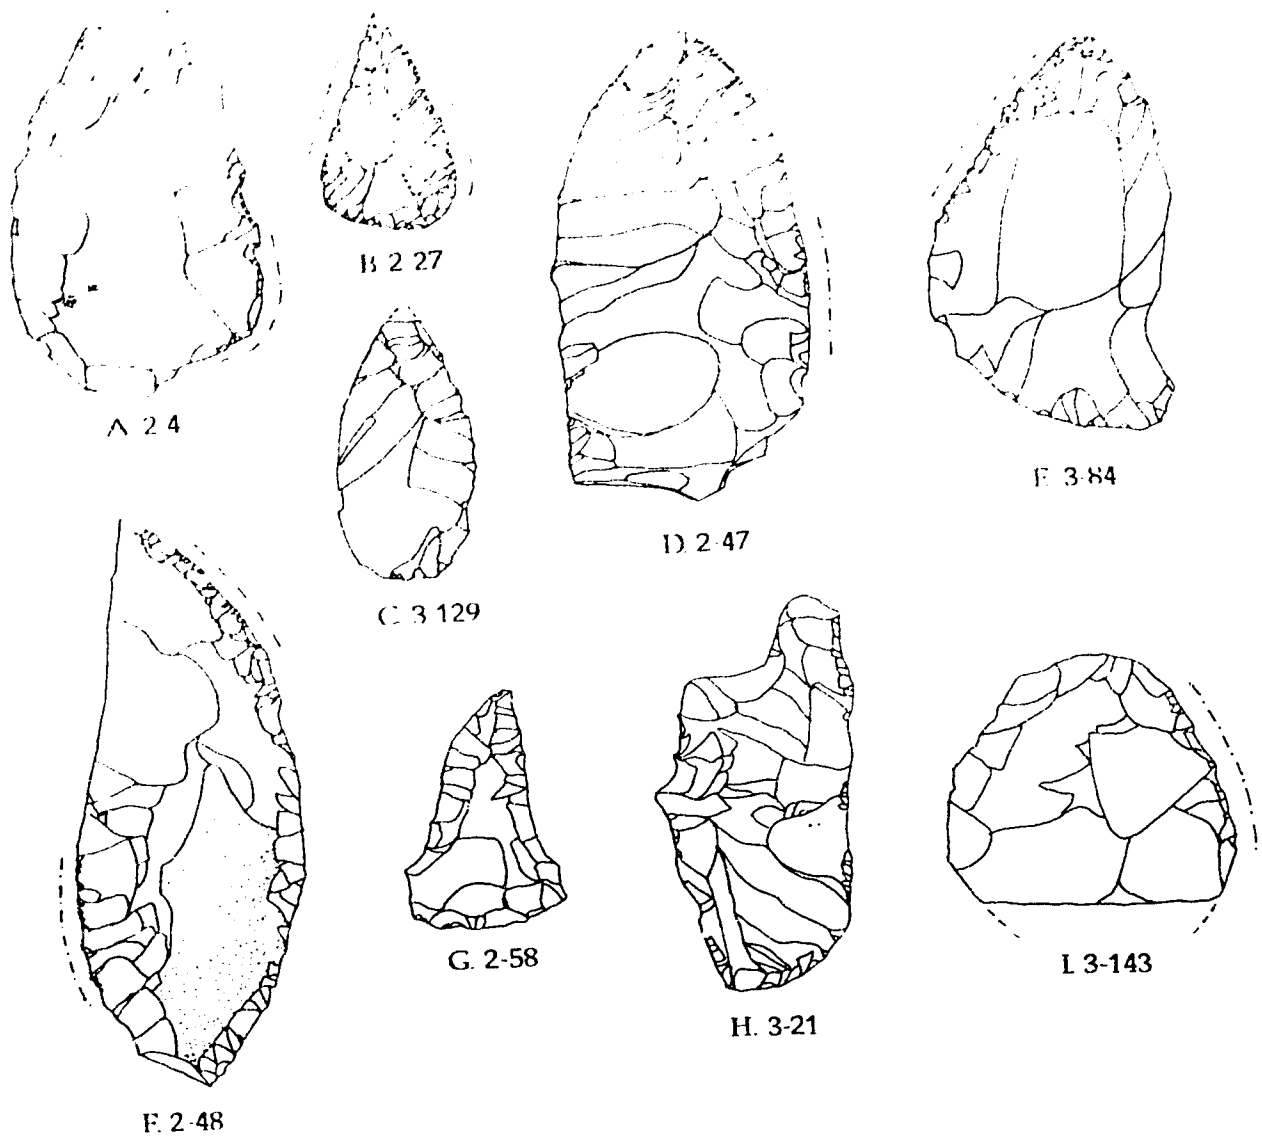 A. 2-4
B. 2-27
C. 3-129
D. 2-47
E. 3-84
F. 2-48
G. 2-58
H. 3-21
I. 3-143